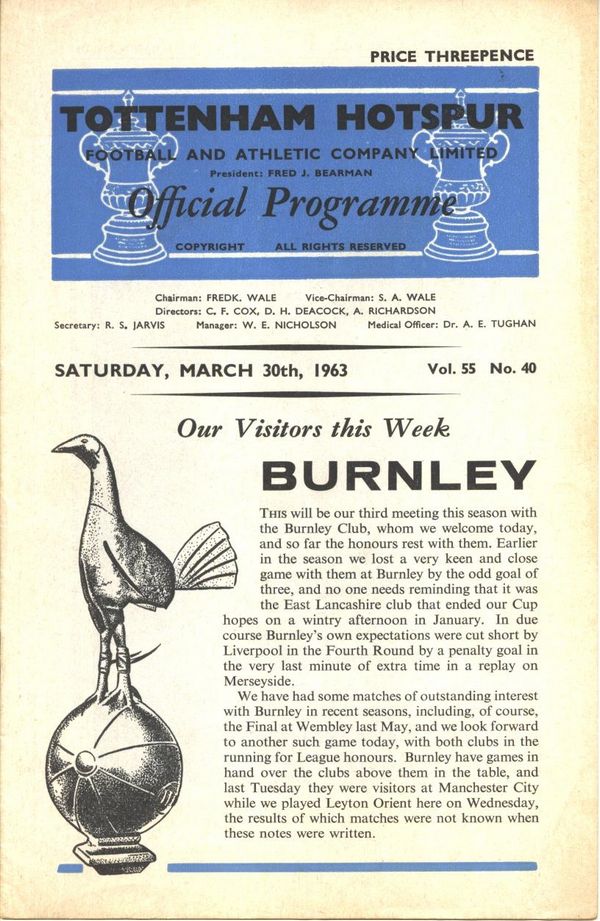 PRICE THREEPENCE
TOTTENHAM HOTSPUR
FOOTBALL AND ATHLETIC COMPANY LIMITED
President: FRED J. BEARMAN
Official Programme
COPYRIGHT ALL RIGHTS RESERVED
Chairman: FREDK. WALE Vice-Chairman: S. A. WALE
Directors: C. F. COX, D. H. DEACOCK, A. RICHARDSON
Secretary: R. S. JARVIS Manager: W. E. NICHOLSON Medical Officer: Dr. A. E. TUGHAN
SATURDAY, MARCH 30th, 1963 Vol. 55 No. 40
Our Visitors this Week
BURNLEY
THIS will be our third meeting this season with
the Burnley Club, whom we welcome today,
and so far the honours rest with them. Earlier
in the season we lost a very keen and close
game with them at Burnley by the odd goal of
three, and no one needs reminding that it was
the East Lancashire club that ended our Cup
hopes on a wintry afternoon in January. In due
course Burnley's own expectations were cut short by
Liverpool in the Fourth Round by a penalty goal in
the very last minute of extra time in a replay on
Merseyside.
We have had some matches of outstanding interest
with Burnley in recent seasons, including, of course,
the Final at Wembley last May, and we look forward
to another such game today, with both clubs in the
running for League honours. Burnley have games in
hand over the clubs above them in the table, and
last Tuesday they were visitors at Manchester City
while we played Leyton Orient here on Wednesday,
the results of which matches were not known when
these notes were written.